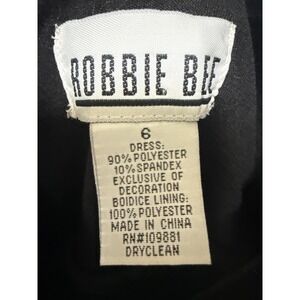 ROBBIE BEE
6
DRESS:
90% POLYESTER
10% SPANDEX
EXCLUSIVE OF
DECORATION
BOIDICE LINING:
100% POLYESTER
MADE IN CHINA
RN#109881
DRYCLEAN